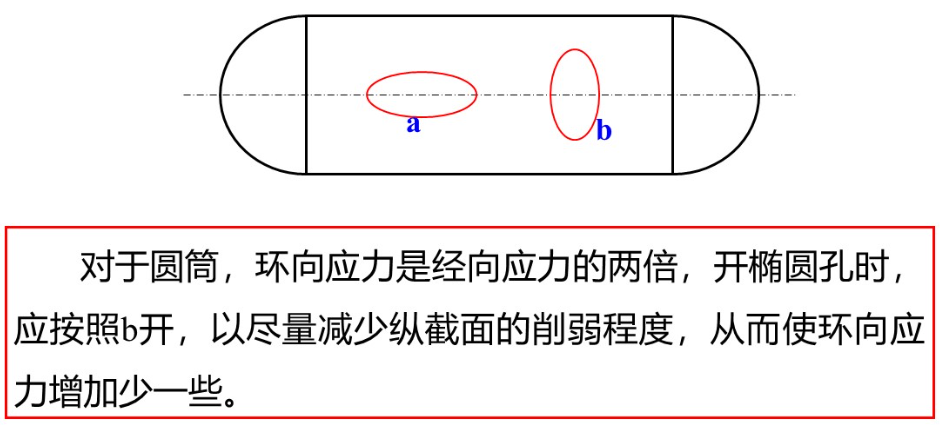 a
b
对于圆筒，环向应力是经向应力的两倍，开椭圆孔时，
应按照b开，以尽量减少纵截面的削弱程度，从而使环向应
力增加少一些。